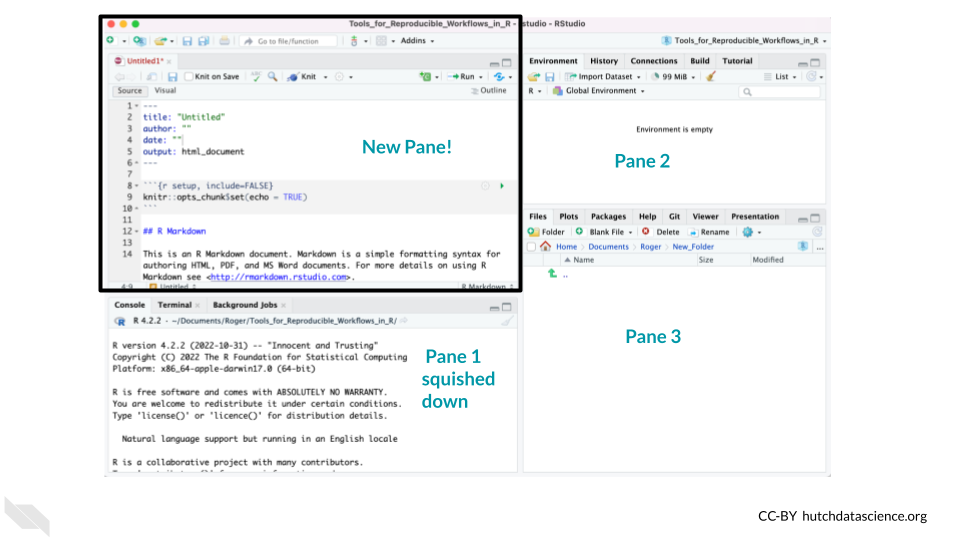 Tools_for_Reproducible_Workflows_in_R - studio - RStudio
Go to file/function
Addins
Tools_for_Reproducible_Workflows_in_R
Untitled1*
Knit on Save
Knit
Run
Source Visual
Outline
1 ---
2 title: "Untitled"
3 author: ""
4 date: ""
5 output: html_document
6 ---
7
8 ```{r setup, include=FALSE}
9 knitr::opts_chunk$set(echo = TRUE)
10 ```
11
12 ## R Markdown
13
14 This is an R Markdown document. Markdown is a simple formatting syntax for
authoring HTML, PDF, and MS Word documents. For more details on using R
Markdown see <http://rmarkdown.rstudio.com>.
4:9 Untitled R Markdown
New Pane!
Environment History Connections Build Tutorial
Import Dataset 99 MiB List
R Global Environment
Environment is empty
Pane 2
Files Plots Packages Help Git Viewer Presentation
Folder Blank File Delete Rename
Home Documents Roger New_Folder ...
Name Size Modified
..
Pane 3
Console Terminal Background Jobs
R 4.2.2 · ~/Documents/Roger/Tools_for_Reproducible_Workflows_in_R/
R version 4.2.2 (2022-10-31) -- "Innocent and Trusting"
Copyright (C) 2022 The R Foundation for Statistical Computing
Platform: x86_64-apple-darwin17.0 (64-bit)
R is free software and comes with ABSOLUTELY NO WARRANTY.
You are welcome to redistribute it under certain conditions.
Type 'license()' or 'licence()' for distribution details.
Natural language support but running in an English locale
R is a collaborative project with many contributors.
Pane 1
squished
down
CC-BY hutchdatascience.org